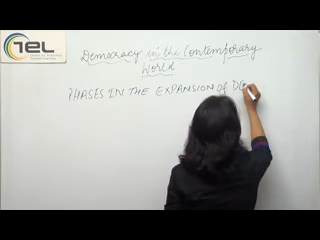 TEL
Democracy in the Contemporary
World
PHASES IN THE EXPANSION OF